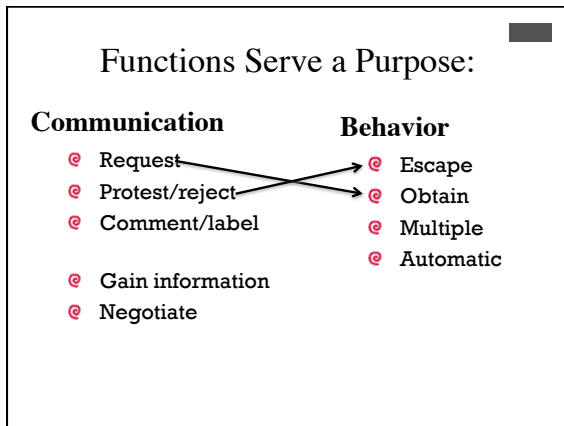 Functions Serve a Purpose:
Communication
Request
Protest/reject
Comment/label
Gain information
Negotiate
Behavior
Escape
Obtain
Multiple
Automatic